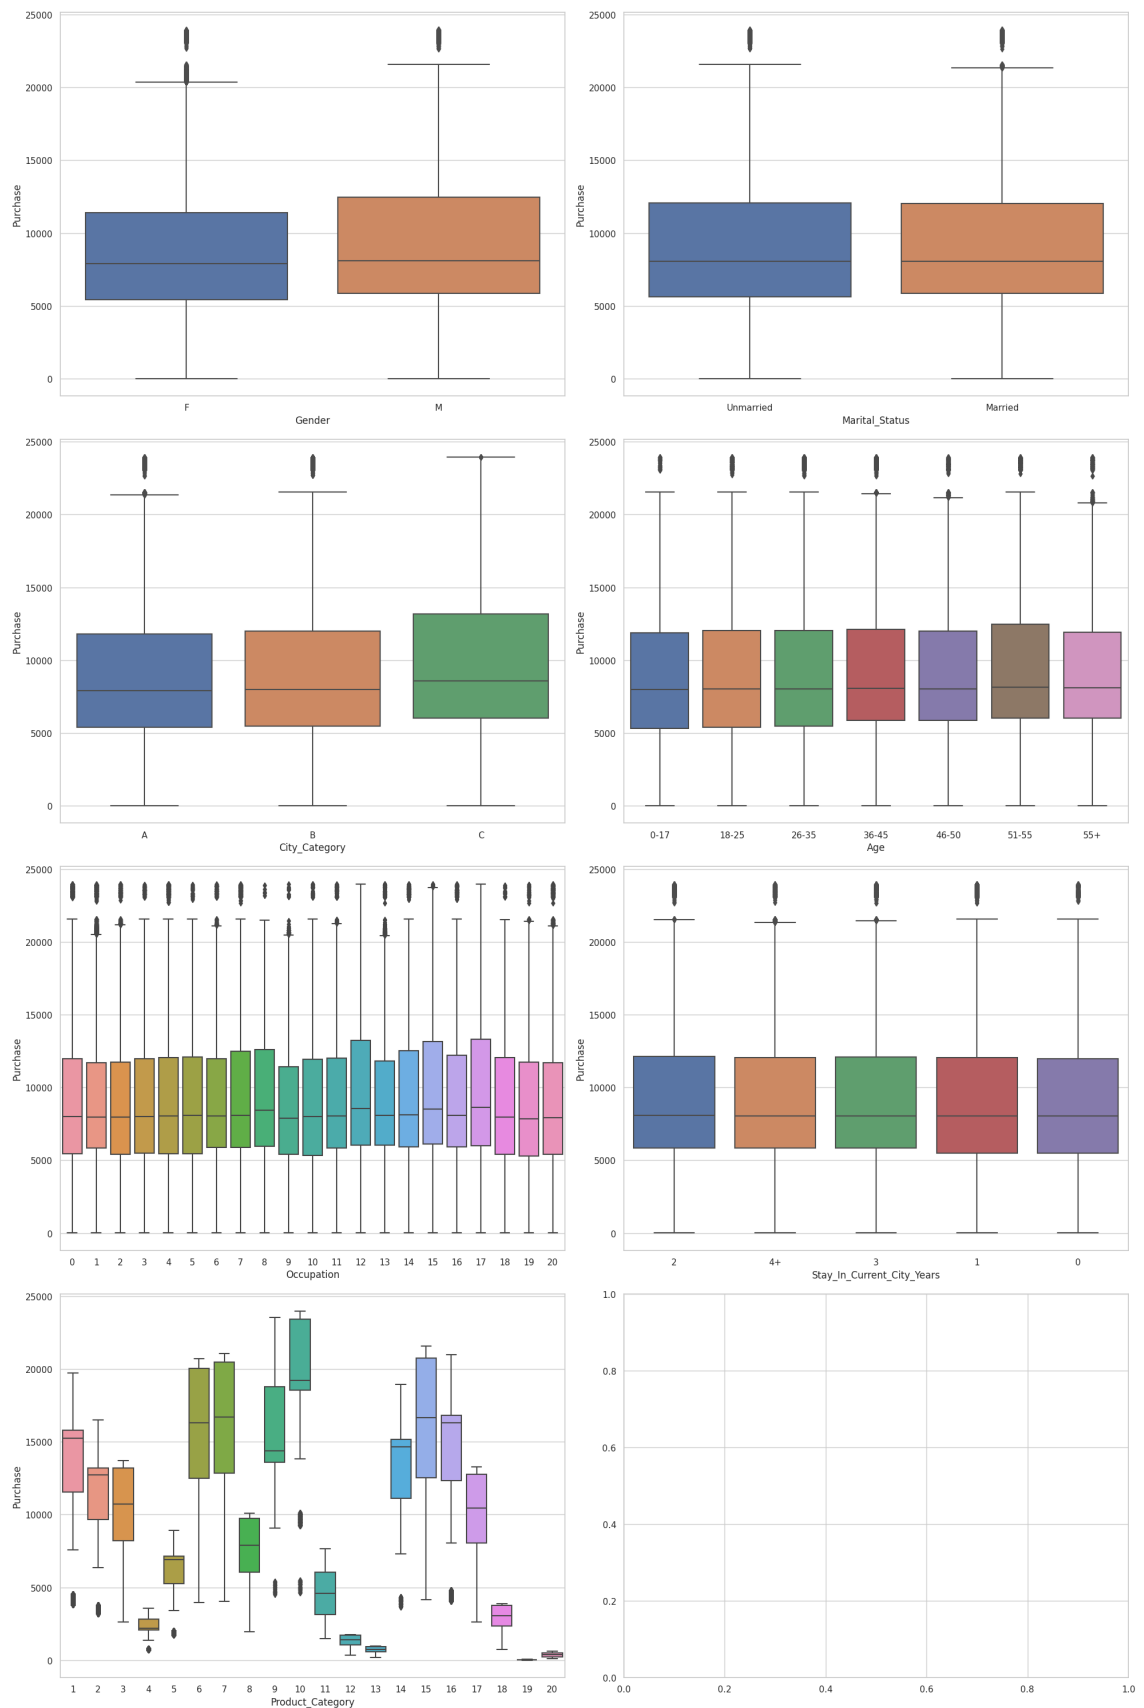 25000
20000
15000
10000
5000
0
Purchase
F M
Gender
25000
20000
15000
10000
5000
0
Purchase
Unmarried Married
Marital_Status
25000
20000
15000
10000
5000
0
Purchase
A B C
City_Category
25000
20000
15000
10000
5000
0
Purchase
0-17 18-25 26-35 36-45 46-50 51-55 55+
Age
25000
20000
15000
10000
5000
0
Purchase
0 1 2 3 4 5 6 7 8 9 10 11 12 13 14 15 16 17 18 19 20
Occupation
25000
20000
15000
10000
5000
0
Purchase
2 4+ 3 1 0
Stay_In_Current_City_Years
25000
20000
15000
10000
5000
0
Purchase
1 2 3 4 5 6 7 8 9 10 11 12 13 14 15 16 17 18 19 20
Product_Category
1.0
0.8
0.6
0.4
0.2
0.0
0.0 0.2 0.4 0.6 0.8 1.0